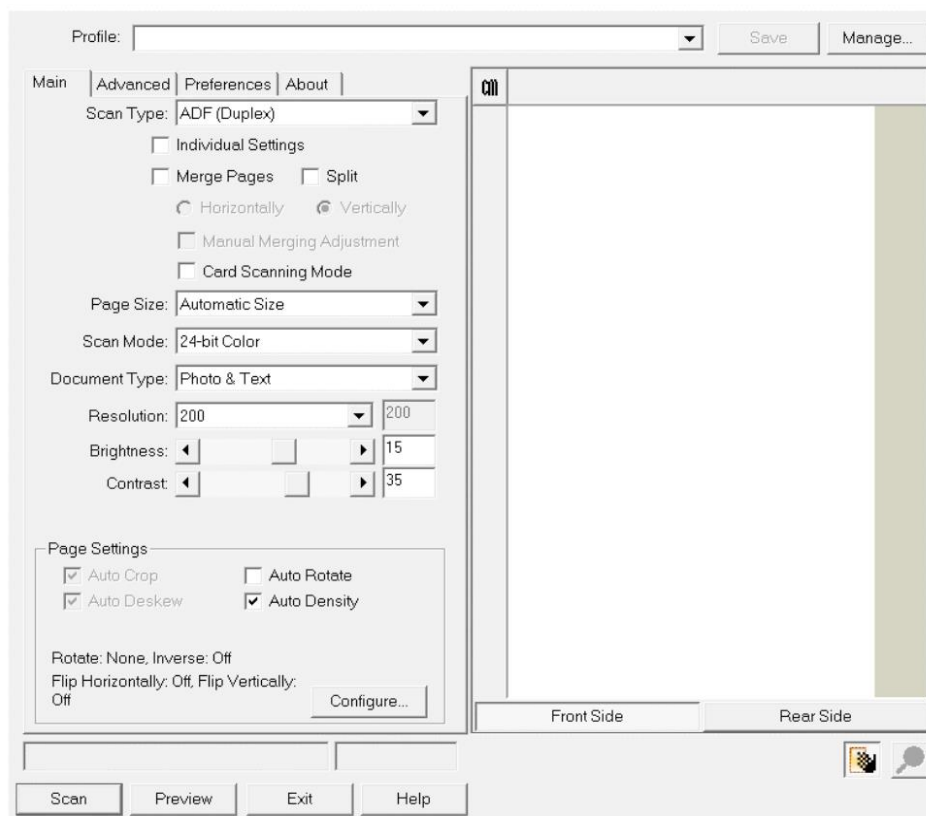 Profile: Save Manage...
Main Advanced Preferences About
Scan Type: ADF (Duplex)
Individual Settings
Merge Pages Split
Horizontally Vertically
Manual Merging Adjustment
Card Scanning Mode
Page Size: Automatic Size
Scan Mode: 24-bit Color
Document Type: Photo & Text
Resolution: 200 200
Brightness: 15
Contrast: 35
Page Settings
Auto Crop Auto Rotate
Auto Deskew Auto Density
Rotate: None, Inverse: Off
Flip Horizontally: Off, Flip Vertically:
Off
Configure...
cm
Front Side Rear Side
Scan Preview Exit Help